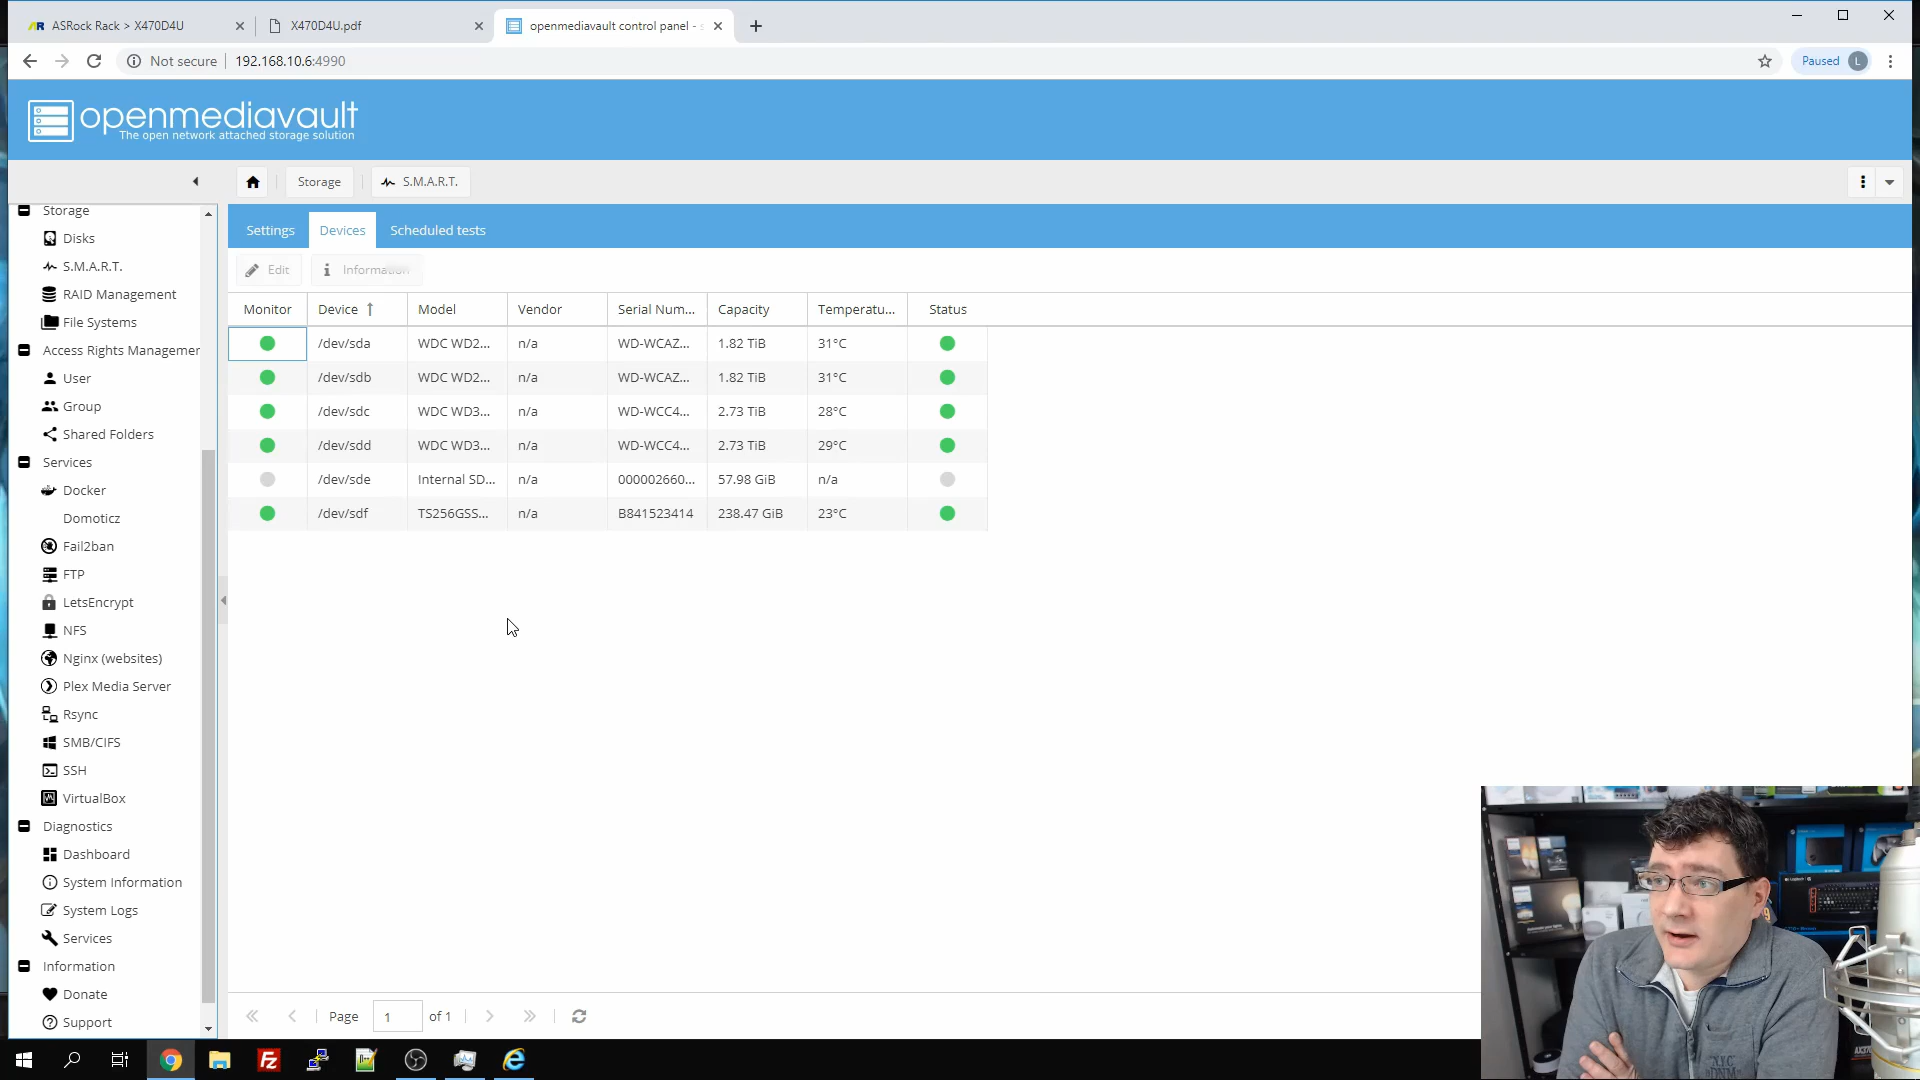 ASRock Rack > X470D4U
X470D4U.pdf
openmediavault control panel - s
Not secure
192.168.10.6:4990
Paused
L
openmediavault
The open network attached storage solution
Storage
S.M.A.R.T.
Storage
Disks
S.M.A.R.T.
RAID Management
File Systems
Access Rights Managemer
User
Group
Shared Folders
Services
Docker
Domoticz
Fail2ban
FTP
LetsEncrypt
NFS
Nginx (websites)
Plex Media Server
Rsync
SMB/CIFS
SSH
VirtualBox
Diagnostics
Dashboard
System Information
System Logs
Services
Information
Donate
Support
Settings Devices Scheduled tests
Edit Information
Monitor Device Model Vendor Serial Num... Capacity Temperatu... Status
/dev/sda WDC WD2... n/a WD-WCAZ... 1.82 TiB 31°C
/dev/sdb WDC WD2... n/a WD-WCAZ... 1.82 TiB 31°C
/dev/sdc WDC WD3... n/a WD-WCC4... 2.73 TiB 28°C
/dev/sdd WDC WD3... n/a WD-WCC4... 2.73 TiB 29°C
/dev/sde Internal SD... n/a 000002660... 57.98 GiB n/a
/dev/sdf TS256GSS... n/a B841523414 238.47 GiB 23°C
Page 1 of 1